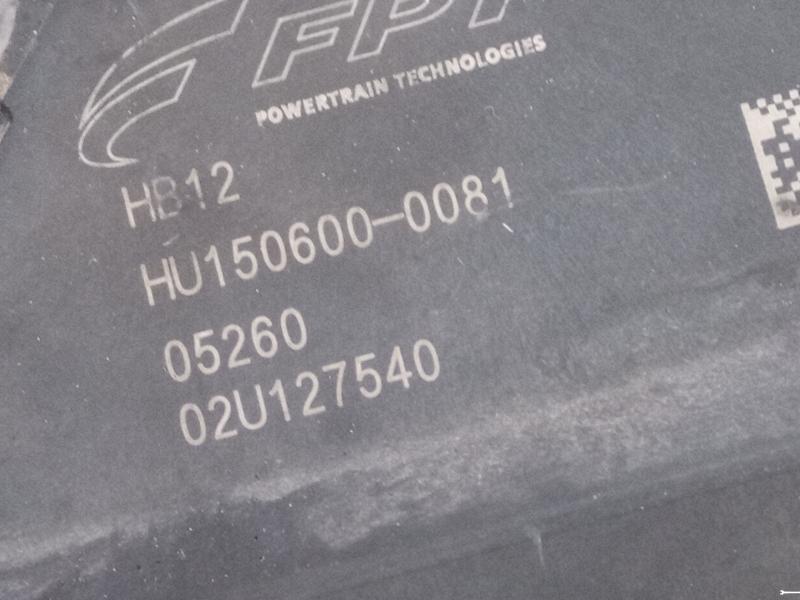 FPT
POWERTRAIN TECHNOLOGIES
HB12
HU150600-0081
05260
02U127540